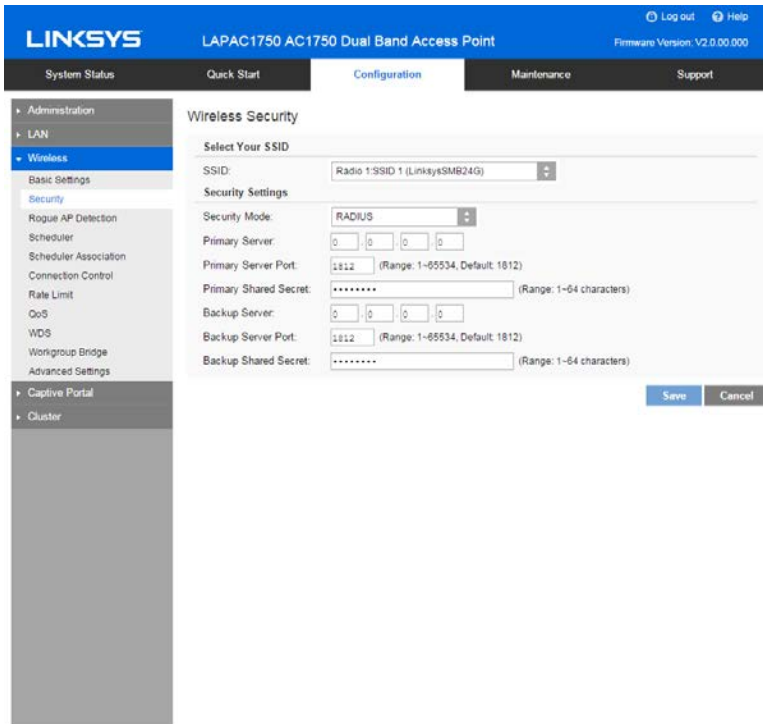 Log out Help
LINKSYS LAPAC1750 AC1750 Dual Band Access Point Firmware Version: V2.0.00.000
System Status Quick Start Configuration Maintenance Support
Administration
LAN
Wireless
Basic Settings
Security
Rogue AP Detection
Scheduler
Scheduler Association
Connection Control
Rate Limit
QoS
WDS
Workgroup Bridge
Advanced Settings
Captive Portal
Cluster
Wireless Security
Select Your SSID
SSID: Radio 1:SSID 1 (LinksysSMB24G)
Security Settings
Security Mode: RADIUS
Primary Server: 0 . 0 . 0 . 0
Primary Server Port: 1812 (Range: 1~65534, Default: 1812)
Primary Shared Secret: •••••••• (Range: 1~64 characters)
Backup Server: 0 . 0 . 0 . 0
Backup Server Port: 1812 (Range: 1~65534, Default: 1812)
Backup Shared Secret: •••••••• (Range: 1~64 characters)
Save Cancel